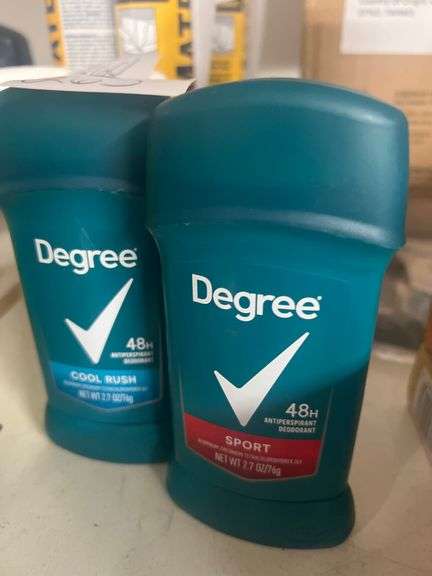 Degree
48H
ANTIPERSPIRANT
DEODORANT
COOL RUSH
NET WT 2.7 OZ/76g
Degree
48H
ANTIPERSPIRANT
DEODORANT
SPORT
NET WT 2.7 OZ/76g